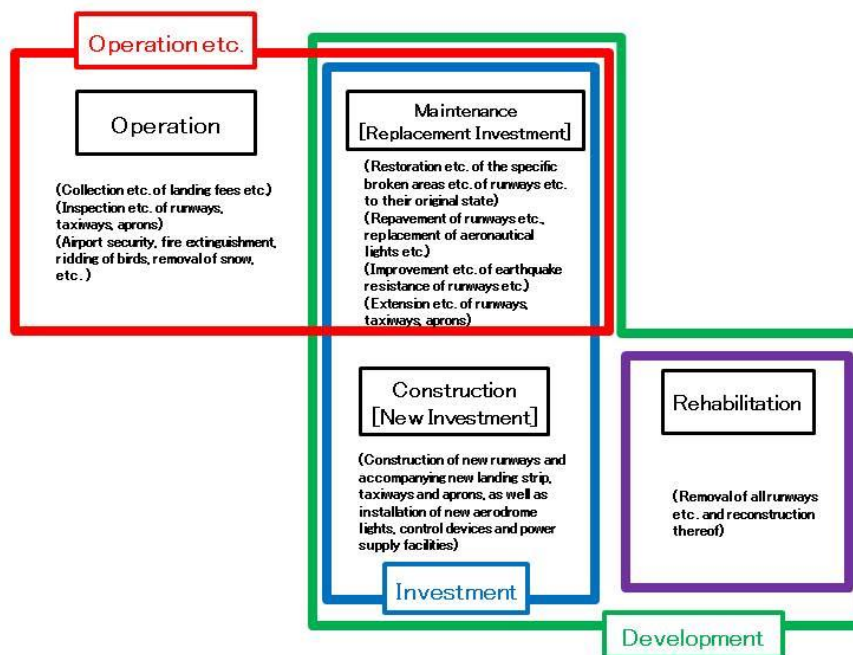 Operation etc.
Operation
(Collection etc. of landing fees etc.)
(Inspection etc. of runways,
taxiways, aprons)
(Airport security, fire extinguishment,
ridding of birds, removal of snow,
etc. )
Maintenance
[Replacement Investment]
(Restoration etc. of the specific
broken areas etc. of runways etc.
to their original state)
(Repavement of runways etc.,
replacement of aeronautical
lights etc.)
(Improvement etc. of earthquake
resistance of runways etc.)
(Extension etc. of runways,
taxiways, aprons)
Construction
[New Investment]
(Construction of new runways and
accompanying new landing strip,
taxiways and aprons, as well as
installation of new aerodrome
lights, control devices and power
supply facilities)
Investment
Rehabilitation
(Removal of all runways
etc. and reconstruction
thereof)
Development